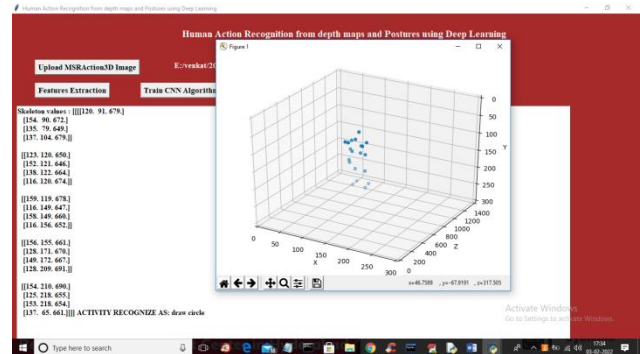 Human Action Recognition from depth maps and Postures using Deep Learning
Human Action Recognition from depth maps and Postures using Deep Learning
Upload MSRAction3D Image
E:/venkat/20
Features Extraction
Train CNN Algorithm
Skeleton values : [[[[120. 91. 679.]
[154. 90. 672.]
[135. 79. 649.]
[137. 104. 679.]]
[[123. 120. 650.]
[152. 121. 646.]
[138. 122. 664.]
[116. 120. 674.]]
[[159. 119. 678.]
[116. 149. 647.]
[158. 149. 660.]
[116. 156. 652.]]
[[156. 155. 661.]
[128. 171. 670.]
[149. 172. 667.]
[128. 209. 691.]]
[[154. 210. 690.]
[125. 218. 655.]
[153. 218. 654.]
[137. 65. 661.]]]] ACTIVITY RECOGNIZE AS: draw circle
Figure 1
0
50
100
150
200
250
300
Y
0
50
100
150
200
250
300
X
0
200
400
600
800
1000
1200
1400
Z
x=46.7589 , y=-67.9191 , z=317.505
Activate Windows
Go to Settings to activate Windows.
Type here to search
17:34
03-02-2022